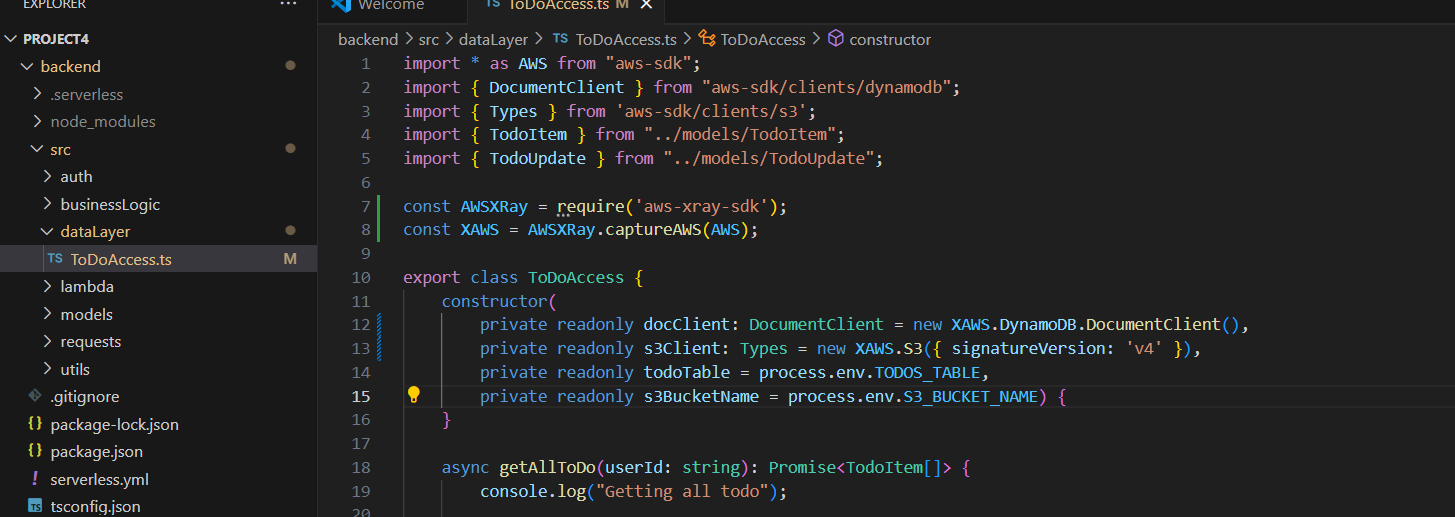 EXPLORER ...
PROJECT4
backend
.serverless
node_modules
src
auth
businessLogic
dataLayer
TS ToDoAccess.ts M
lambda
models
requests
utils
.gitignore
{} package-lock.json
{} package.json
! serverless.yml
TS tsconfig.json
Welcome
TS ToDoAccess.ts M ×
backend > src > dataLayer > TS ToDoAccess.ts > ToDoAccess > constructor
1 import * as AWS from "aws-sdk";
2 import { DocumentClient } from "aws-sdk/clients/dynamodb";
3 import { Types } from 'aws-sdk/clients/s3';
4 import { TodoItem } from "../models/TodoItem";
5 import { TodoUpdate } from "../models/TodoUpdate";
6
7 const AWSXRay = require('aws-xray-sdk');
8 const XAWS = AWSXRay.captureAWS(AWS);
9
10 export class ToDoAccess {
11 constructor(
12 private readonly docClient: DocumentClient = new XAWS.DynamoDB.DocumentClient(),
13 private readonly s3Client: Types = new XAWS.S3({ signatureVersion: 'v4' }),
14 private readonly todoTable = process.env.TODOS_TABLE,
15 private readonly s3BucketName = process.env.S3_BUCKET_NAME) {
16 }
17
18 async getAllToDo(userId: string): Promise<TodoItem[]> {
19 console.log("Getting all todo");
20